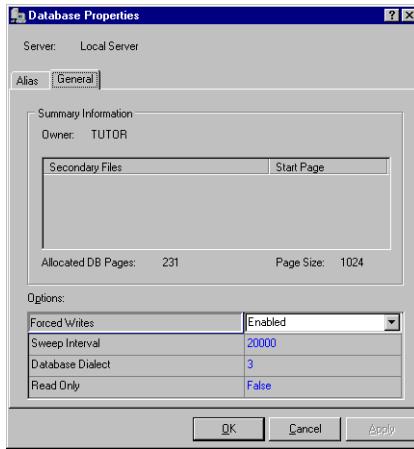 Database Properties
Server: Local Server
Alias General
Summary Information
Owner: TUTOR
Secondary Files Start Page
Allocated DB Pages: 231 Page Size: 1024
Options:
Forced Writes Enabled
Sweep Interval 20000
Database Dialect 3
Read Only False
OK Cancel Apply